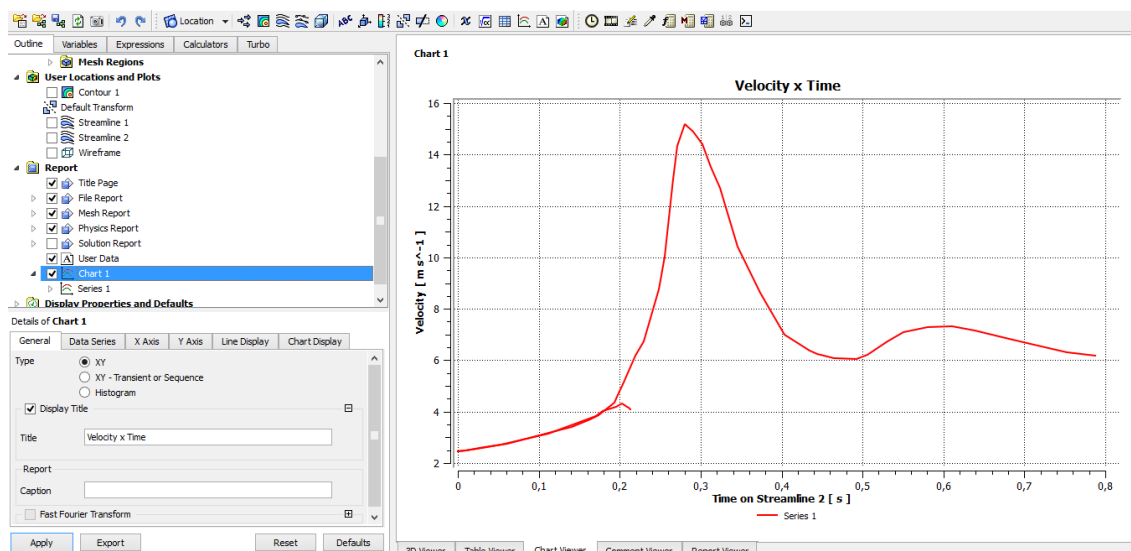 Location
Outline Variables Expressions Calculators Turbo
Mesh Regions
User Locations and Plots
Contour 1
Default Transform
Streamline 1
Streamline 2
Wireframe
Report
Title Page
File Report
Mesh Report
Physics Report
Solution Report
A User Data
Chart 1
Series 1
Display Properties and Defaults
Details of Chart 1
General Data Series X Axis Y Axis Line Display Chart Display
Type XY
XY - Transient or Sequence
Histogram
Display Title
Title Velocity x Time
Report
Caption
Fast Fourier Transform
Apply Export Reset Defaults
Chart 1
Velocity x Time
16
14
12
10
8
6
4
2
Velocity [ m s^-1 ]
0 0,1 0,2 0,3 0,4 0,5 0,6 0,7 0,8
Time on Streamline 2 [ s ]
Series 1
3D Viewer Table Viewer Chart Viewer Comment Viewer Report Viewer